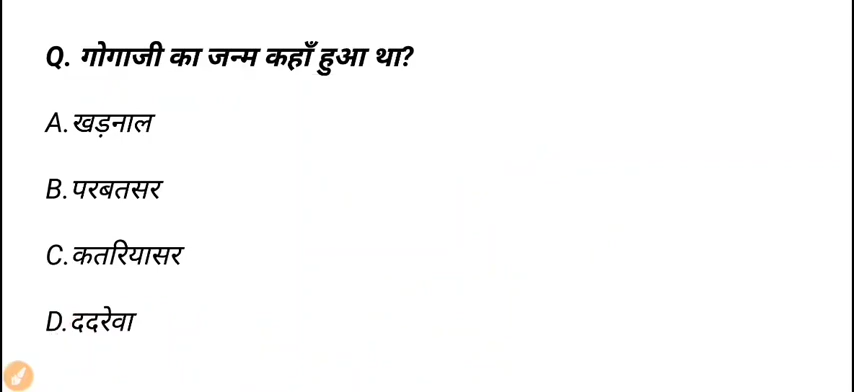 Q. गोगाजी का जन्म कहाँ हुआ था?
A. खड़नाल
B. परबतसर
C. कतरियासर
D. ददरेवा